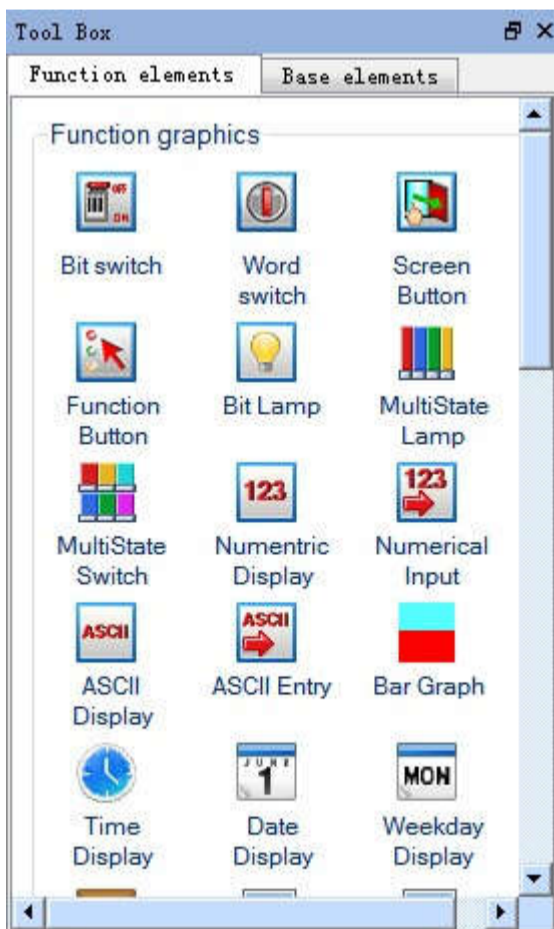 Tool Box
Function elements
Base elements
Function graphics
OFF
ON
Bit switch
Word
switch
Screen
Button
Function
Button
Bit Lamp
MultiState
Lamp
123
123
MultiState
Switch
Numentric
Display
Numerical
Input
ASCII
ASCII
ASCII
Display
ASCII Entry
Bar Graph
JUNE
1
MON
Time
Display
Date
Display
Weekday
Display